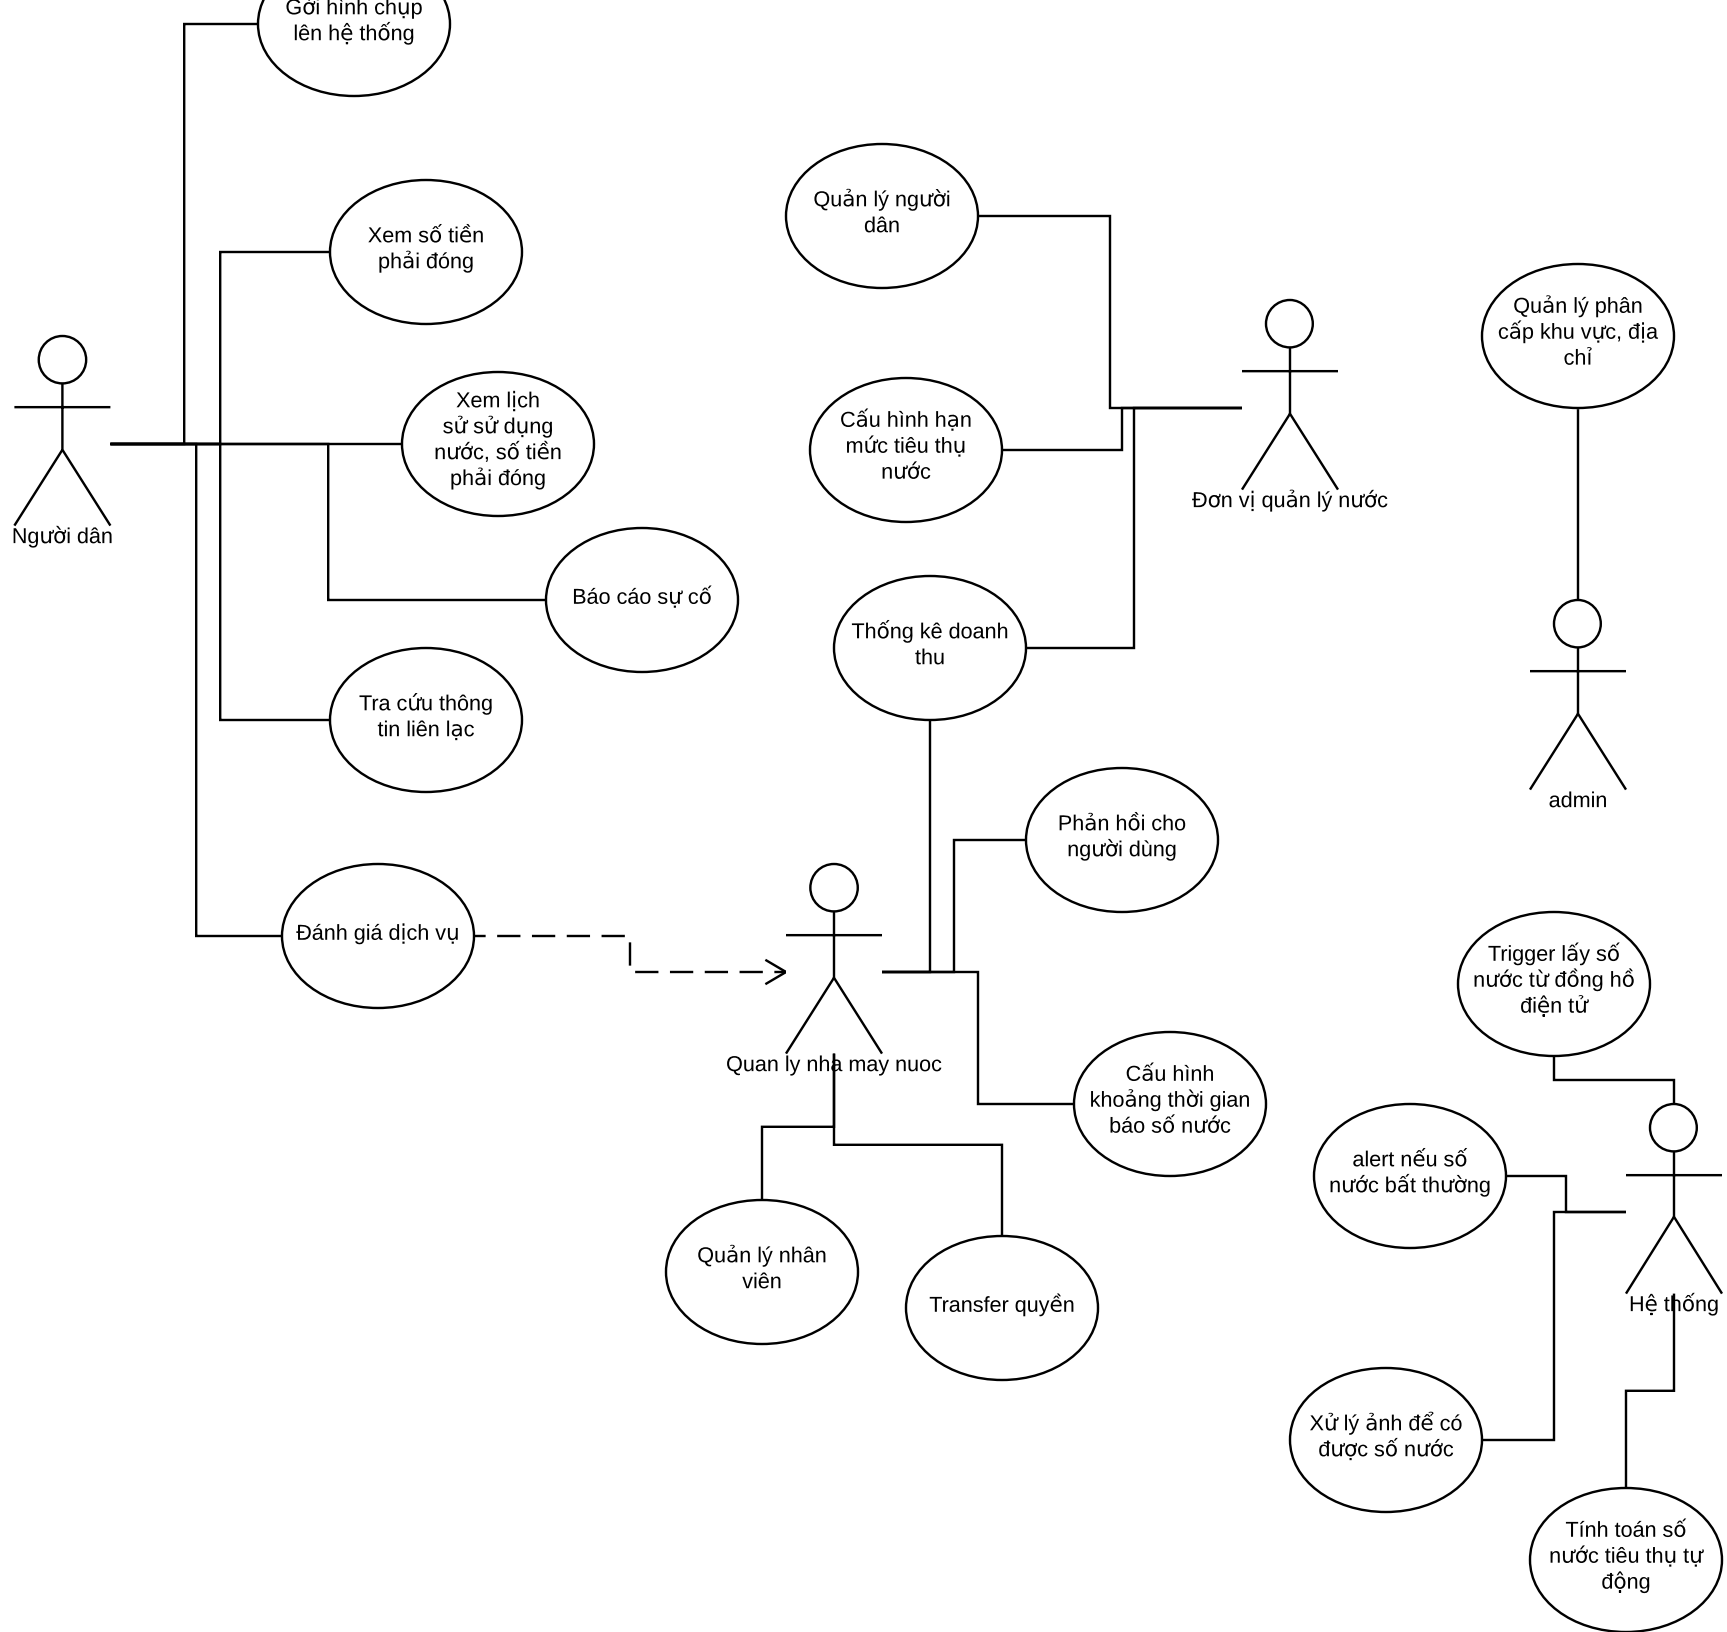 Gởi hình chụp
lên hệ thống
Xem số tiền
phải đóng
Xem lịch
sử sử dụng
nước, số tiền
phải đóng
Người dân
Báo cáo sự cố
Tra cứu thông
tin liên lạc
Đánh giá dịch vụ
Quản lý người
dân
Cấu hình hạn
mức tiêu thụ
nước
Đơn vị quản lý nước
Thống kê doanh
thu
Quản lý phân
cấp khu vực, địa
chỉ
admin
Phản hồi cho
người dùng
Quan ly nha may nuoc
Cấu hình
khoảng thời gian
báo số nước
Quản lý nhân
viên
Transfer quyền
Trigger lấy số
nước từ đồng hồ
điện tử
alert nếu số
nước bất thường
Hệ thống
Xử lý ảnh để có
được số nước
Tính toán số
nước tiêu thụ tự
động